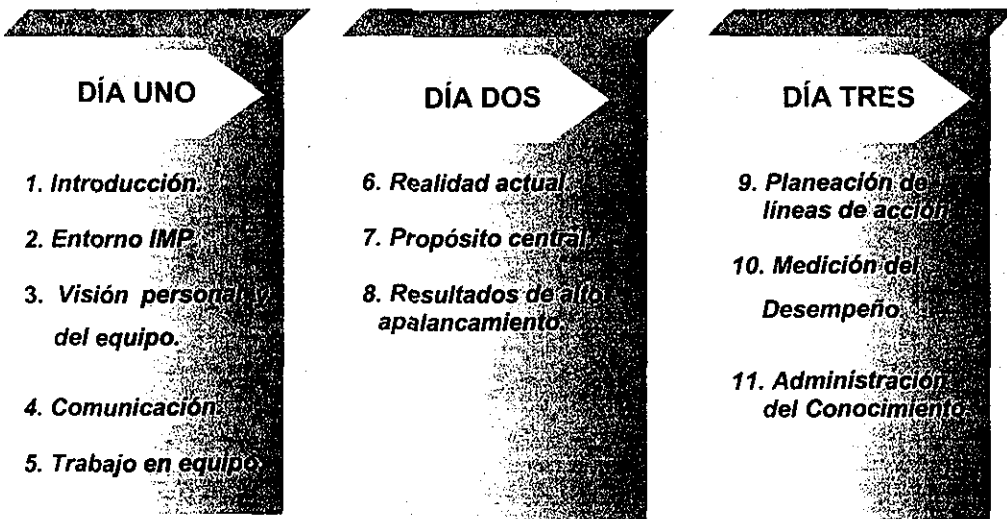 DÍA UNO
1. Introducción.
2. Entorno IMP
3. Visión personal y
del equipo.
4. Comunicación.
5. Trabajo en equipo.
DÍA DOS
6. Realidad actual.
7. Propósito central.
8. Resultados de alto
apalancamiento.
DÍA TRES
9. Planeación de
líneas de acción
10. Medición del
Desempeño.
11. Administración
del Conocimiento.